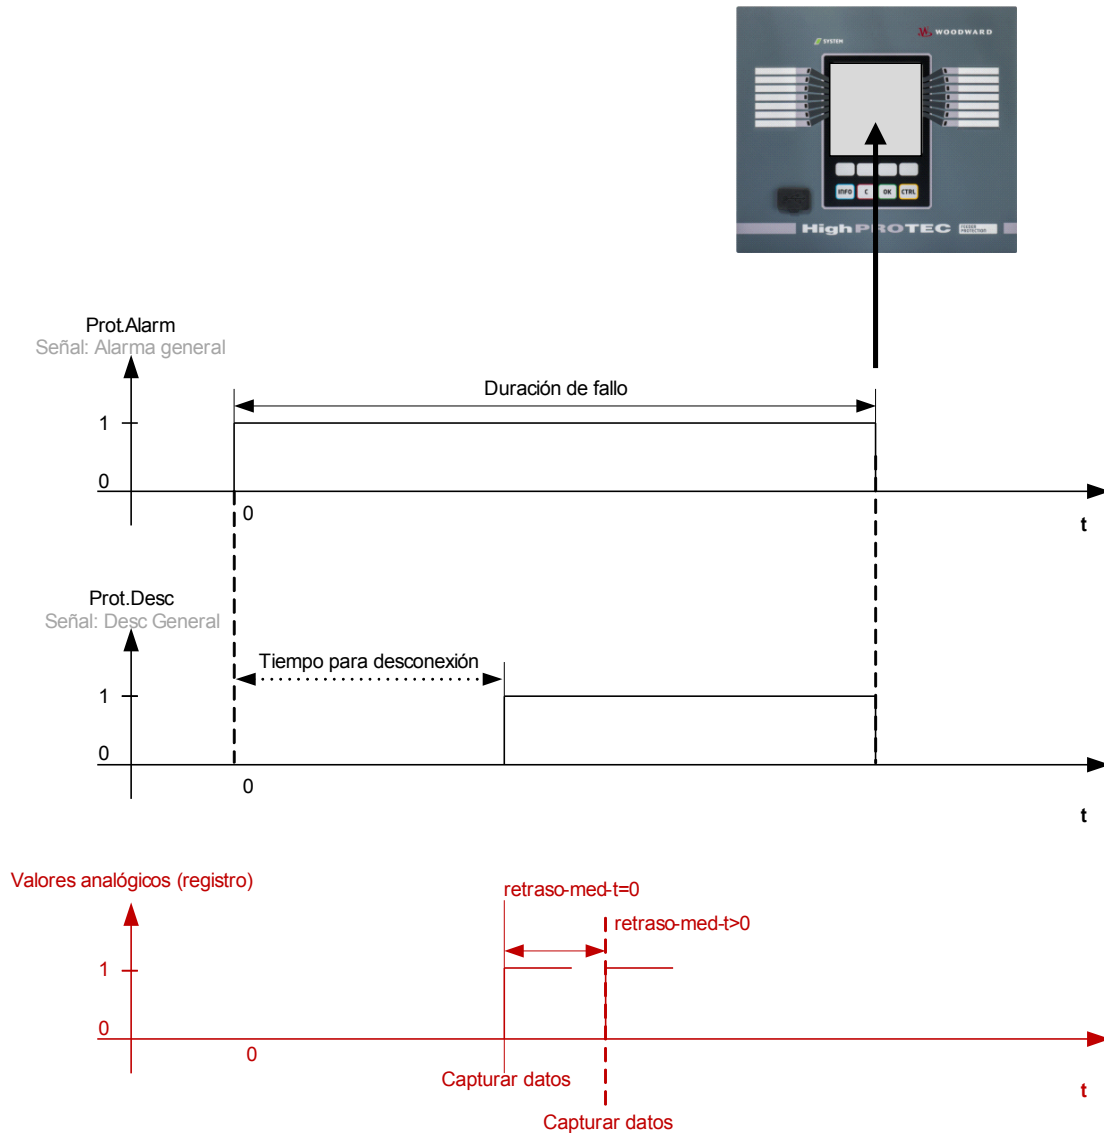 SYSTEM
WOODWARD
INFO
C
OK
CTRL
HighPROTEC
FEEDER
PROTECTION
Prot.Alarm
Señal: Alarma general
Duración de fallo
1
0
0
t
Prot.Desc
Señal: Desc General
Tiempo para desconexión
1
0
0
t
Valores analógicos (registro)
retraso-med-t=0
retraso-med-t>0
1
0
0
Capturar datos
t
Capturar datos